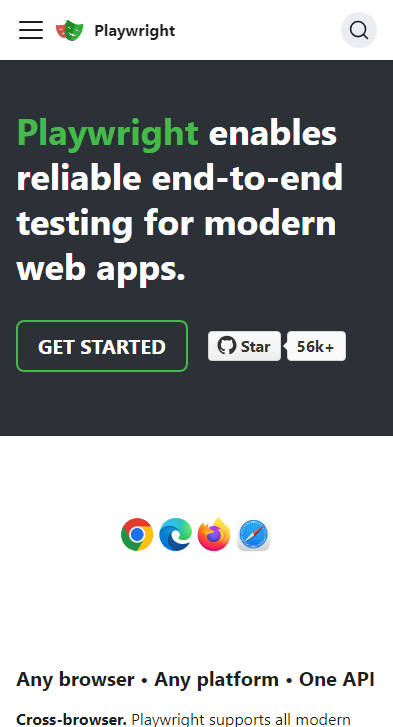 Playwright
Playwright enables
reliable end-to-end
testing for modern
web apps.
GET STARTED
Star
56k+
Any browser • Any platform • One API
Cross-browser. Playwright supports all modern